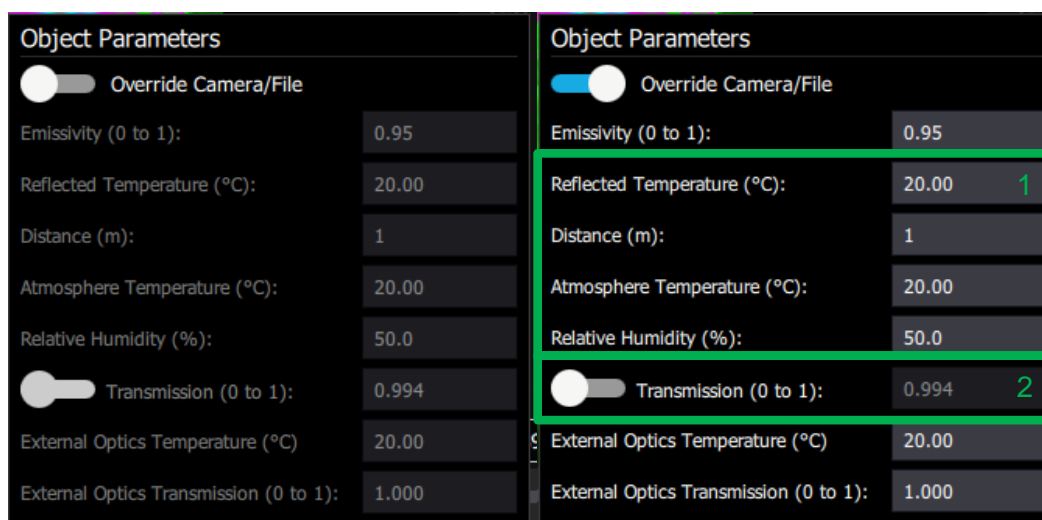 Object Parameters
Override Camera/File
Emissivity (0 to 1): 0.95
Reflected Temperature (°C): 20.00
Distance (m): 1
Atmosphere Temperature (°C): 20.00
Relative Humidity (%): 50.0
Transmission (0 to 1): 0.994
External Optics Temperature (°C) 20.00
External Optics Transmission (0 to 1): 1.000
Object Parameters
Override Camera/File
Emissivity (0 to 1): 0.95
Reflected Temperature (°C): 20.00 1
Distance (m): 1
Atmosphere Temperature (°C): 20.00
Relative Humidity (%): 50.0
Transmission (0 to 1): 0.994 2
External Optics Temperature (°C) 20.00
External Optics Transmission (0 to 1): 1.000